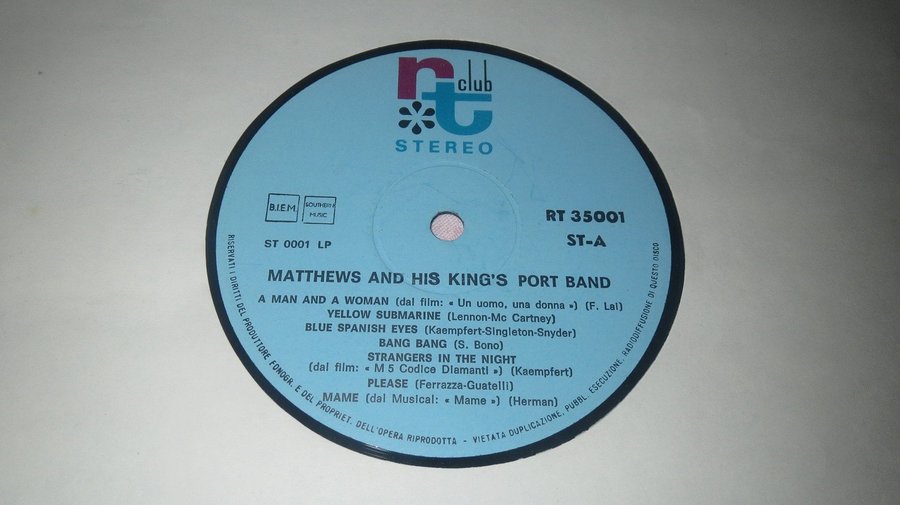 rt club
STEREO
B.I.E.M.
SOUTHERN
MUSIC
RT 35001
ST 0001 LP
ST-A
MATTHEWS AND HIS KING'S PORT BAND
A MAN AND A WOMAN (dal film: « Un uomo, una donna ») (F. Lai)
YELLOW SUBMARINE (Lennon-Mc Cartney)
BLUE SPANISH EYES (Kaempfert-Singleton-Snyder)
BANG BANG (S. Bono)
STRANGERS IN THE NIGHT
(dal film: « M 5 Codice Diamanti ») (Kaempfert)
PLEASE (Ferrazza-Guatelli)
MAME (dal Musical: « Mame ») (Herman)
RISERVATI I DIRITTI DEL PRODUTTORE FONOGR. E DEL PROPRIET. DELL'OPERA RIPRODOTTA - VIETATA DUPLICAZIONE, PUBBL. ESECUZIONE, RADIODIFFUSIONE DI QUESTO DISCO